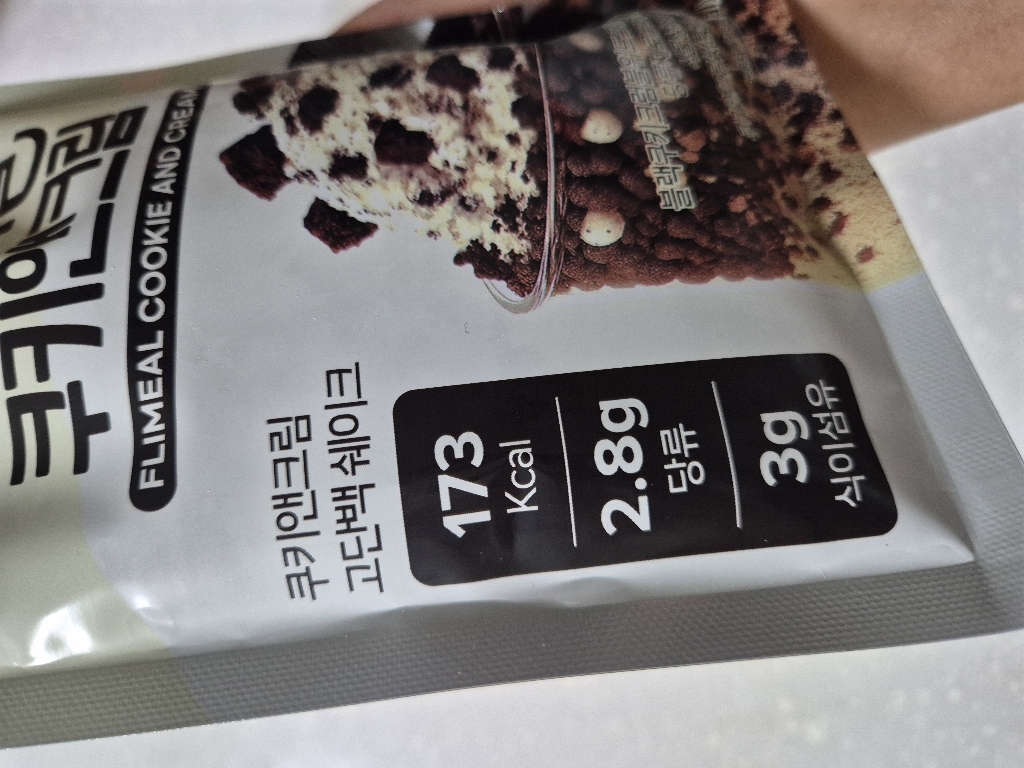 쿠키앤크림
FLIMEAL COOKIE AND CREAM
쿠키앤크림
고단백 쉐이크
173
Kcal
2.8g
당류
3g
식이섬유